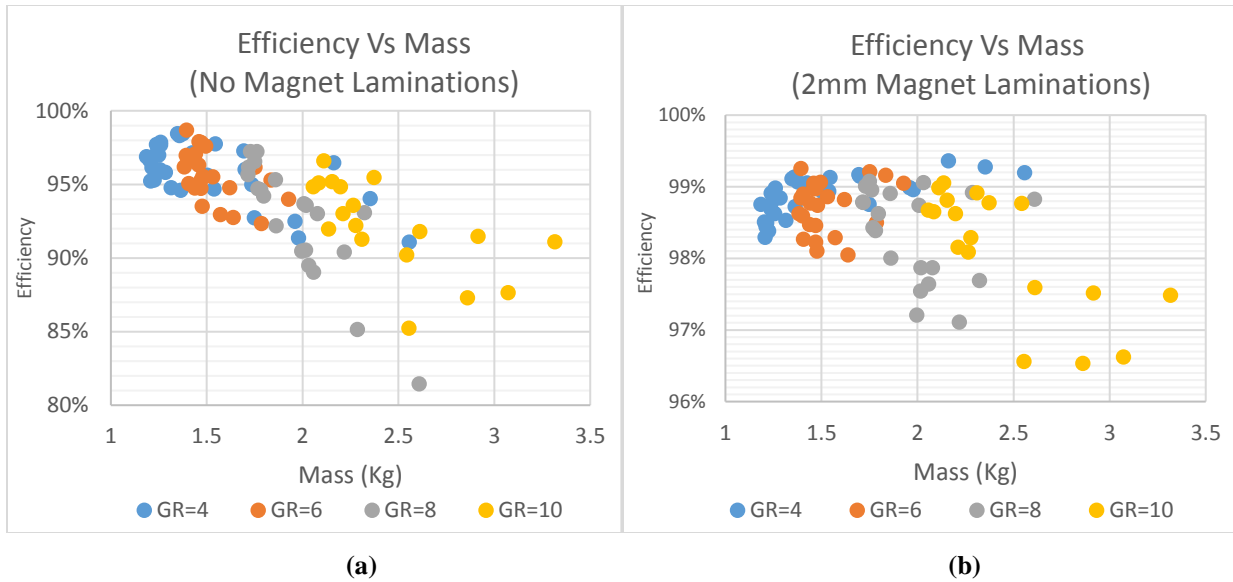 Efficiency Vs Mass
(No Magnet Laminations)
100%
95%
90%
85%
80%
Efficiency
1 1.5 2 2.5 3 3.5
Mass (Kg)
GR=4 GR=6 GR=8 GR=10
(a)
Efficiency Vs Mass
(2mm Magnet Laminations)
100%
99%
98%
97%
96%
Efficiency
1 1.5 2 2.5 3 3.5
Mass (Kg)
GR=4 GR=6 GR=8 GR=10
(b)